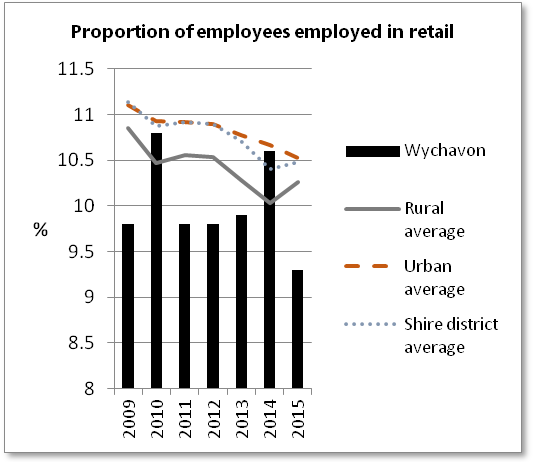 Proportion of employees employed in retail
11.5
11
10.5
10
9.5
9
8.5
8
%
2009
2010
2011
2012
2013
2014
2015
Wychavon
Rural
average
Urban
average
Shire district
average